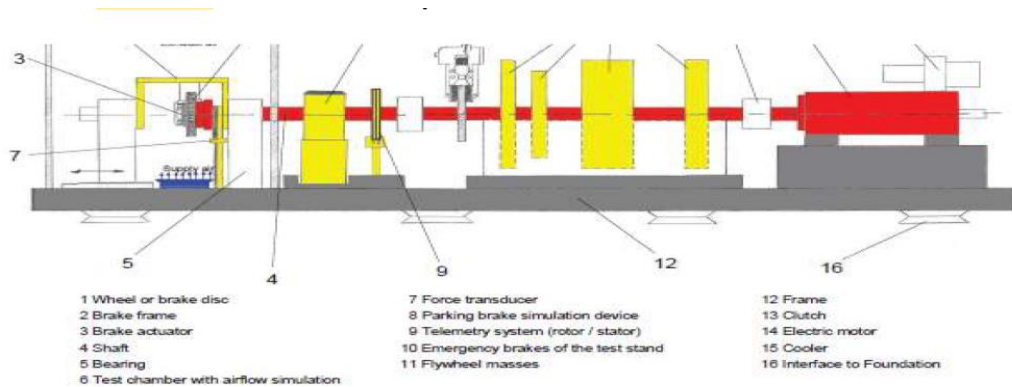 3
7
Supply air
5
4
9
12
16
1 Wheel or brake disc
2 Brake frame
3 Brake actuator
4 Shaft
5 Bearing
6 Test chamber with airflow simulation
7 Force transducer
8 Parking brake simulation device
9 Telemetry system (rotor / stator)
10 Emergency brakes of the test stand
11 Flywheel masses
12 Frame
13 Clutch
14 Electric motor
15 Cooler
16 Interface to Foundation